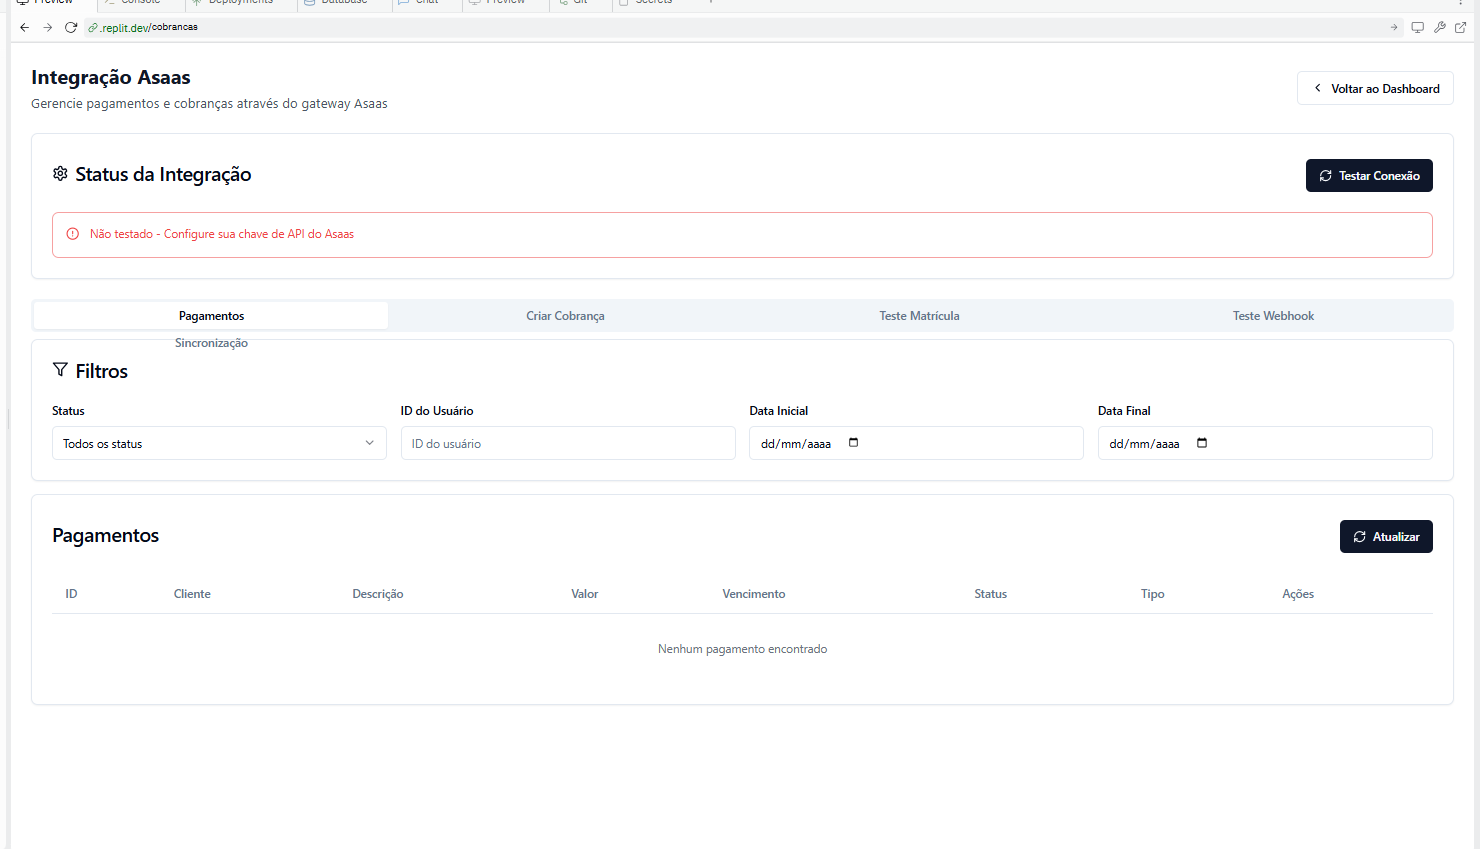 Preview Console Deployments Database Chat Preview Git Secrets
.replit.dev/cobrancas
Integração Asaas
Gerencie pagamentos e cobranças através do gateway Asaas
Voltar ao Dashboard
Status da Integração
Testar Conexão
Não testado - Configure sua chave de API do Asaas
Pagamentos Criar Cobrança Teste Matrícula Teste Webhook
Sincronização
Filtros
Status ID do Usuário Data Inicial Data Final
Todos os status ID do usuário dd/mm/aaaa dd/mm/aaaa
Pagamentos
Atualizar
ID Cliente Descrição Valor Vencimento Status Tipo Ações
Nenhum pagamento encontrado